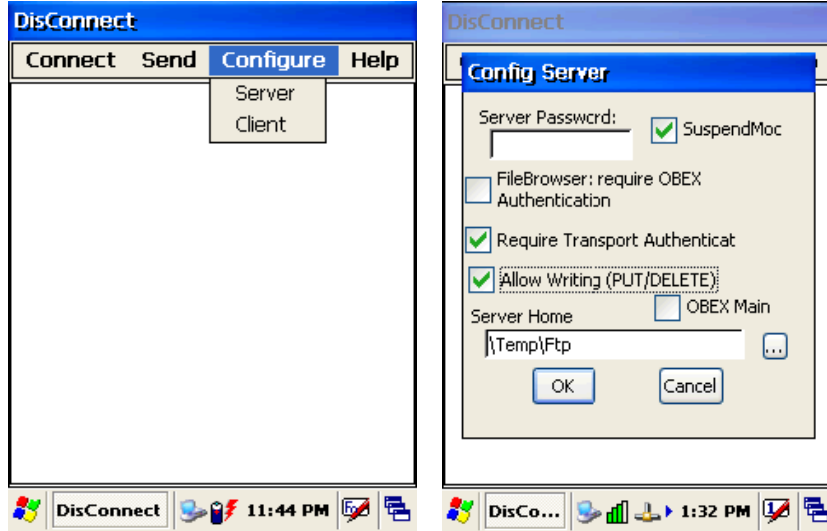 DisConnect
Connect Send Configure Help
Server
Client
DisConnect 11:44 PM
DisConnect
Config Server
Server Password:
SuspendMoc
FileBrowser: require OBEX
Authentication
Require Transport Authenticat
Allow Writing (PUT/DELETE)
OBEX Main
Server Home
\Temp\Ftp
...
OK Cancel
DisCo... 1:32 PM